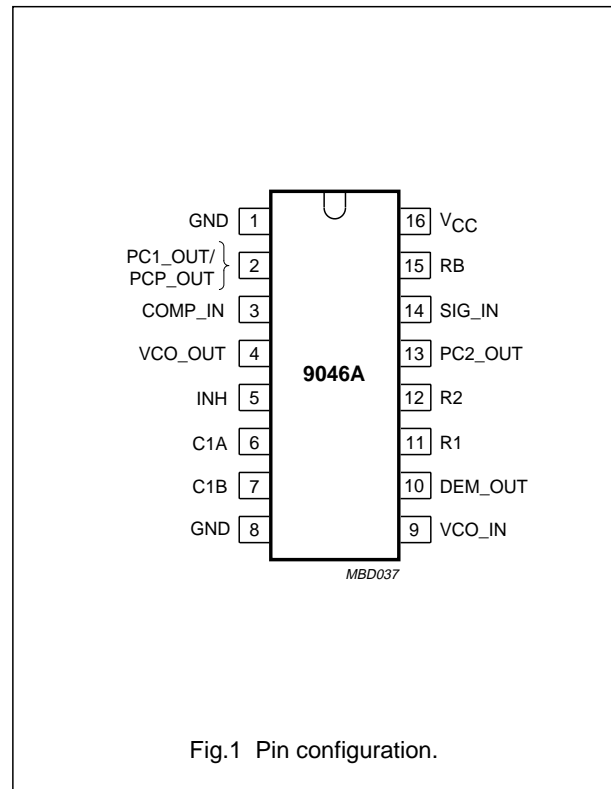 GND 1
PC1_OUT/
PCP_OUT 2
COMP_IN 3
VCO_OUT 4
INH 5
C1A 6
C1B 7
GND 8
9046A
16 VCC
15 RB
14 SIG_IN
13 PC2_OUT
12 R2
11 R1
10 DEM_OUT
9 VCO_IN
MBD037
Fig.1 Pin configuration.